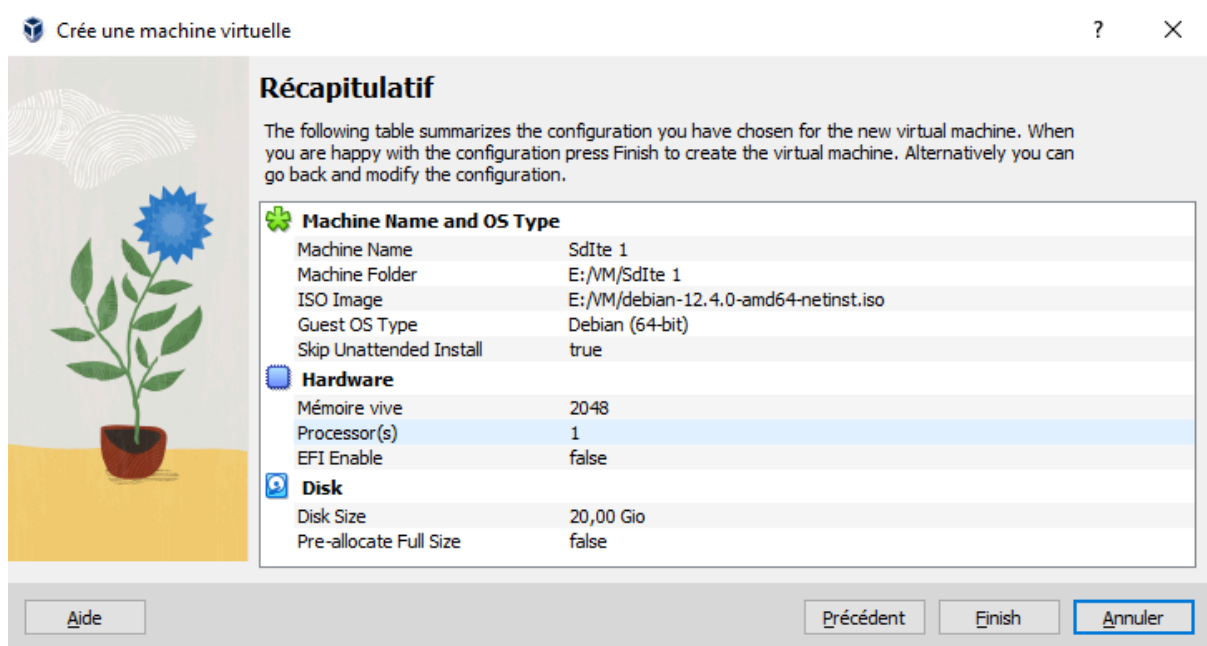 Crée une machine virtuelle
?
Récapitulatif
The following table summarizes the configuration you have chosen for the new virtual machine. When
you are happy with the configuration press Finish to create the virtual machine. Alternatively you can
go back and modify the configuration.
Machine Name and OS Type
Machine Name SdIte 1
Machine Folder E:/VM/SdIte 1
ISO Image E:/VM/debian-12.4.0-amd64-netinst.iso
Guest OS Type Debian (64-bit)
Skip Unattended Install true
Hardware
Mémoire vive 2048
Processor(s) 1
EFI Enable false
Disk
Disk Size 20,00 Gio
Pre-allocate Full Size false
Aide Précédent Finish Annuler